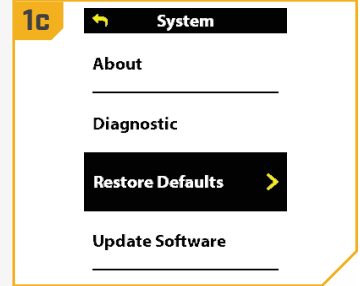 1c
System
About
Diagnostic
Restore Defaults
Update Software